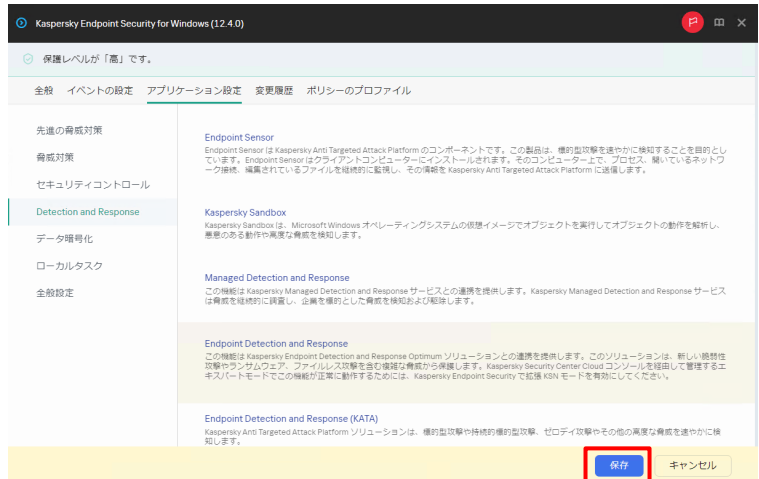 Kaspersky Endpoint Security for Windows (12.4.0)
保護レベルが「高」です。
全般 イベントの設定 アプリケーション設定 変更履歴 ポリシーのプロファイル
先進の脅威対策
脅威対策
セキュリティコントロール
Detection and Response
データ暗号化
ローカルタスク
全般設定
Endpoint Sensor
Endpoint Sensor は Kaspersky Anti Targeted Attack Platform のコンポーネントです。この製品は、標的型攻撃を速やかに検知することを目的とし
ています。Endpoint Sensor はクライアントコンピューターにインストールされます。そのコンピューター上で、プロセス、開いているネットワ
ーク接続、編集されているファイルを継続的に監視し、その情報を Kaspersky Anti Targeted Attack Platform に送信します。
Kaspersky Sandbox
Kaspersky Sandbox は、Microsoft Windows オペレーティングシステムの仮想イメージでオブジェクトを実行してオブジェクトの動作を解析し、
悪意のある動作や高度な脅威を検知します。
Managed Detection and Response
この機能は Kaspersky Managed Detection and Response サービスとの連携を提供します。Kaspersky Managed Detection and Response サービス
は脅威を継続的に調査し、企業を標的とした脅威を検知および駆除します。
Endpoint Detection and Response
この機能は Kaspersky Endpoint Detection and Response Optimum ソリューションとの連携を提供します。このソリューションは、新しい脆弱性
攻撃やランサムウェア、ファイルレス攻撃を含む複雑な脅威から保護します。Kaspersky Security Center Cloud コンソールを経由して管理するエ
キスパートモードでこの機能が正常に動作するためには、Kaspersky Endpoint Security で拡張 KSN モードを有効にしてください。
Endpoint Detection and Response (KATA)
Kaspersky Anti Targeted Attack Platform ソリューションは、標的型攻撃や持続的標的型攻撃、ゼロデイ攻撃やその他の高度な脅威を速やかに検
知します。
保存 キャンセル